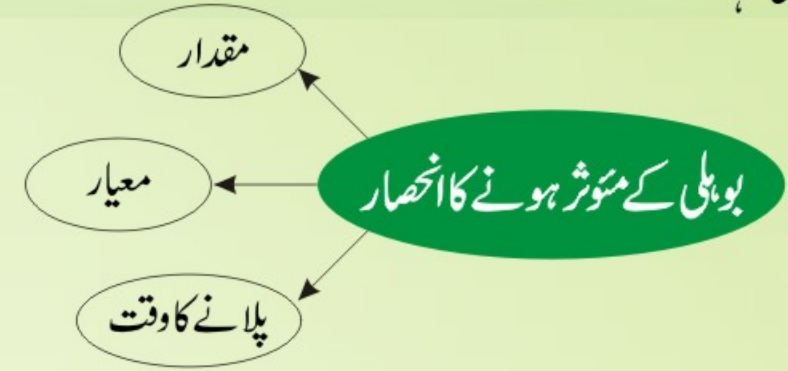 بوہلی کے مئوثر ہونے کا انحصار
مقدار
معیار
پلانے کا وقت